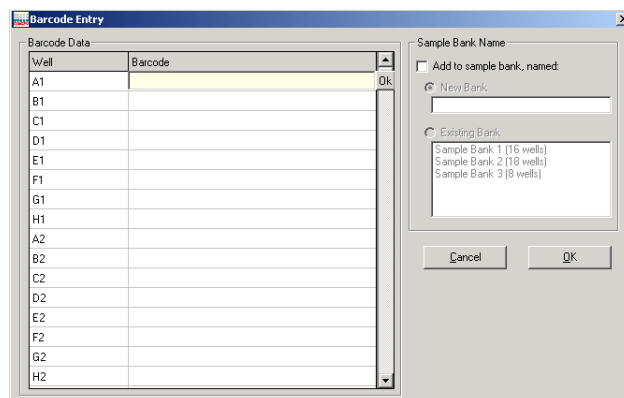 Barcode Entry
Barcode Data
Well Barcode
A1 Ok
B1
C1
D1
E1
F1
G1
H1
A2
B2
C2
D2
E2
F2
G2
H2
Sample Bank Name
Add to sample bank, named:
New Bank
Existing Bank
Sample Bank 1 (16 wells)
Sample Bank 2 (18 wells)
Sample Bank 3 (8 wells)
Cancel OK